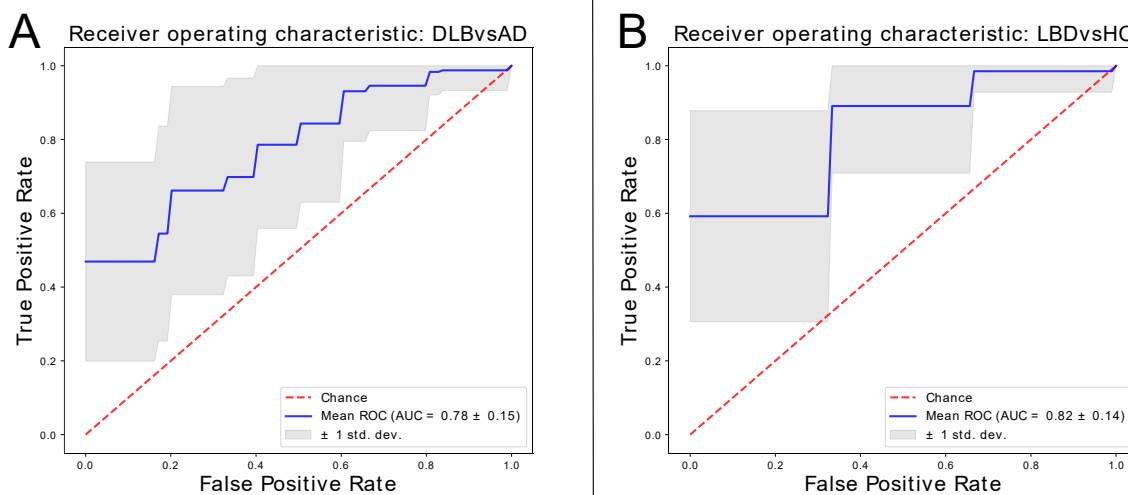 A
Receiver operating characteristic: DLBvsAD
True Positive Rate
1.0
0.8
0.6
0.4
0.2
0.0
Chance
Mean ROC (AUC = 0.78 ± 0.15)
± 1 std. dev.
0.0 0.2 0.4 0.6 0.8 1.0
False Positive Rate
B
Receiver operating characteristic: LBDvsHC
True Positive Rate
1.0
0.8
0.6
0.4
0.2
0.0
Chance
Mean ROC (AUC = 0.82 ± 0.14)
± 1 std. dev.
0.0 0.2 0.4 0.6 0.8 1.0
False Positive Rate